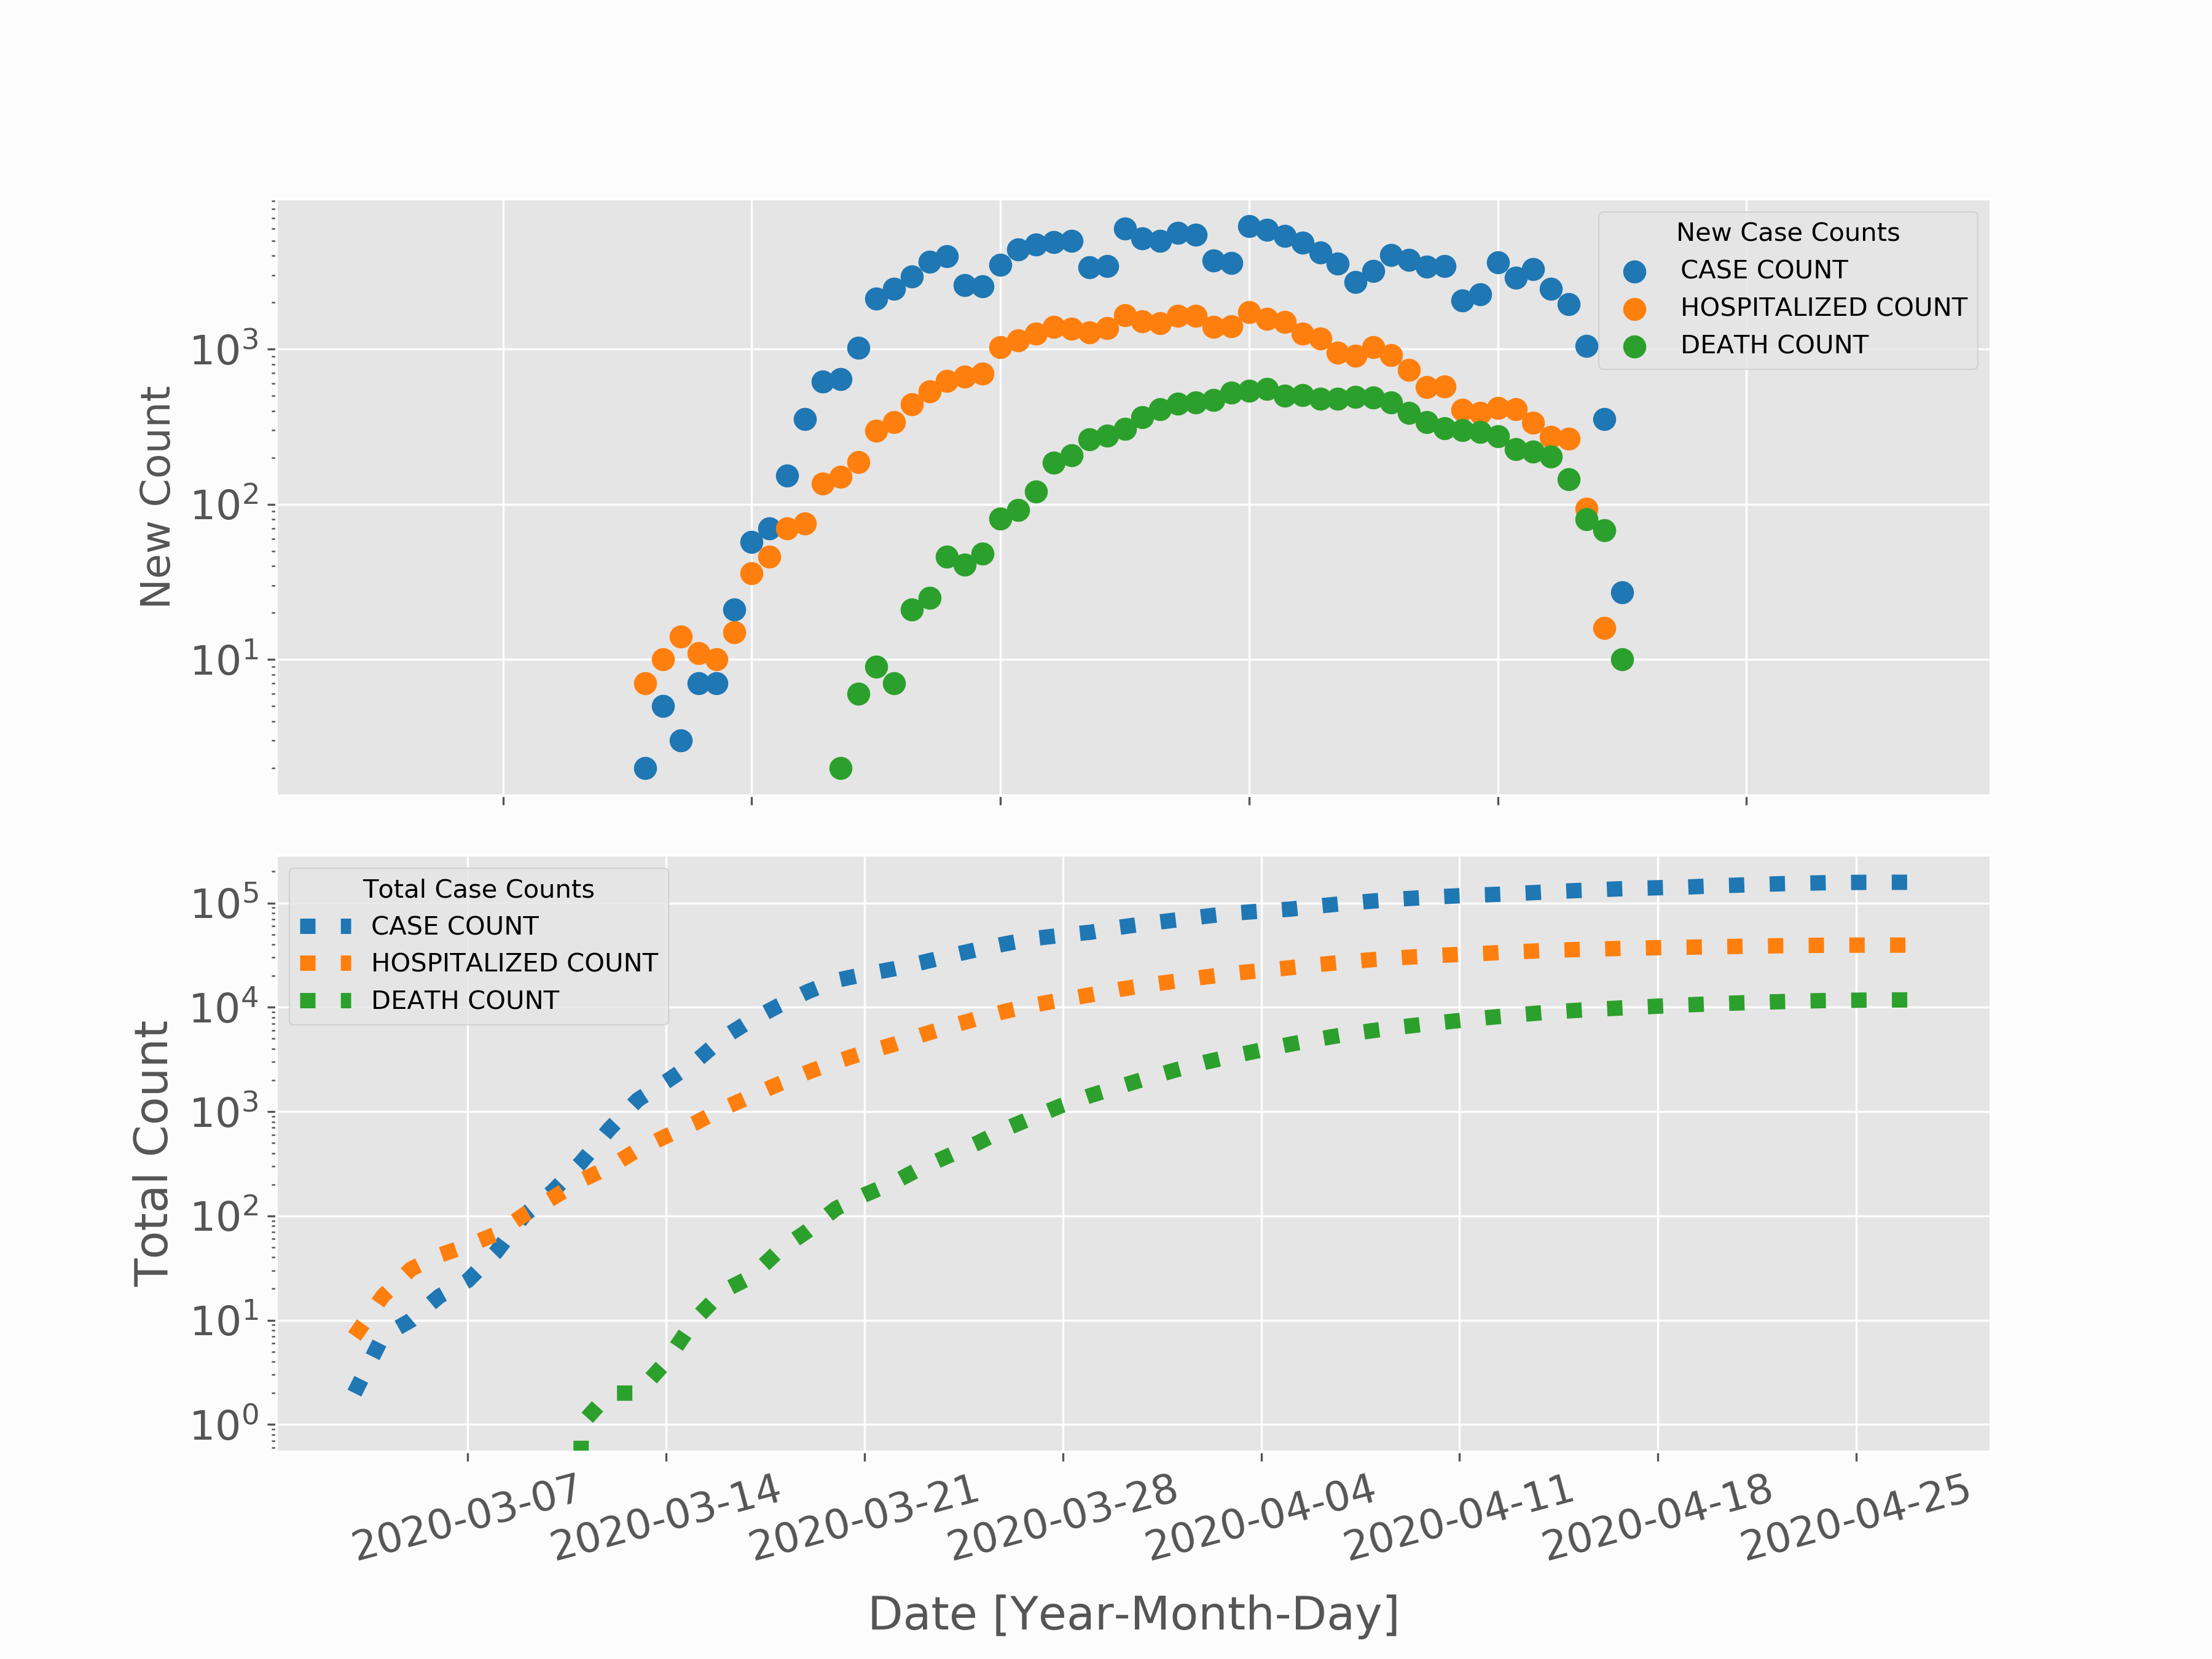 New Case Counts
CASE COUNT
HOSPITALIZED COUNT
DEATH COUNT
10³
10²
10¹
New Count
Total Case Counts
CASE COUNT
HOSPITALIZED COUNT
DEATH COUNT
10⁵
10⁴
10³
10²
10¹
10⁰
Total Count
2020-03-07
2020-03-14
2020-03-21
2020-03-28
2020-04-04
2020-04-11
2020-04-18
2020-04-25
Date [Year-Month-Day]